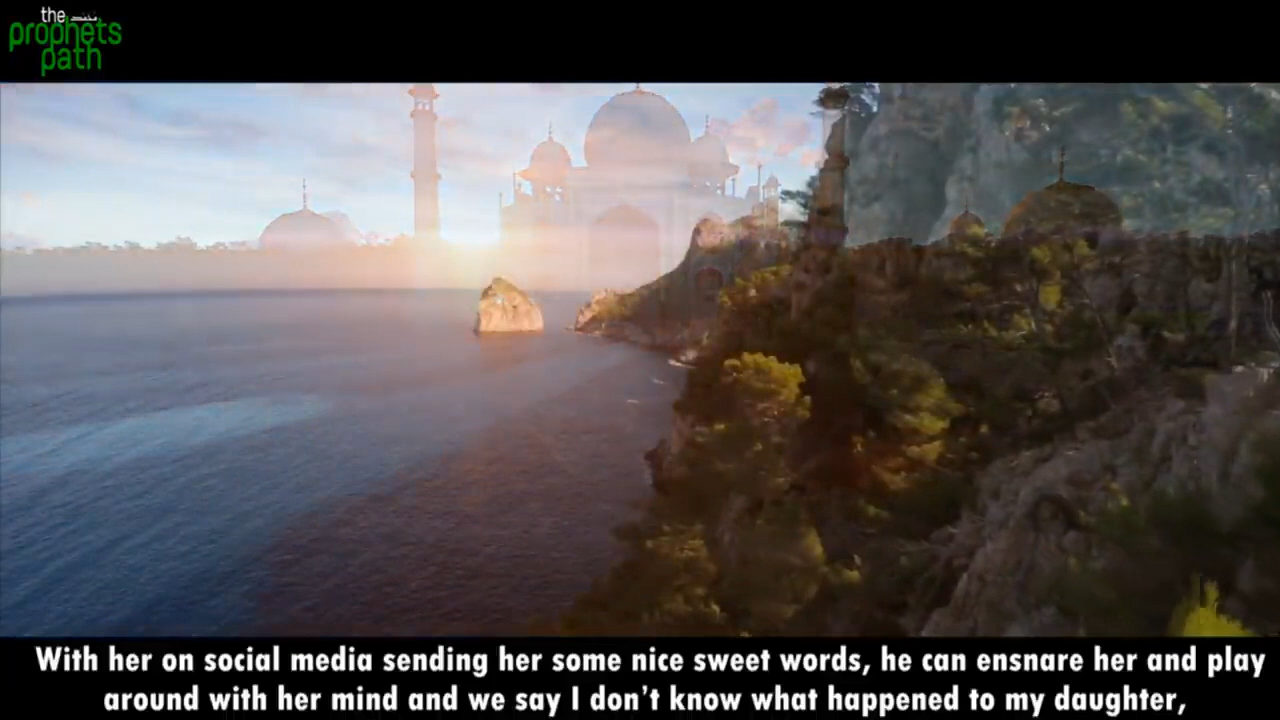 the
prophets
path
With her on social media sending her some nice sweet words, he can ensnare her and play
around with her mind and we say I don't know what happened to my daughter,